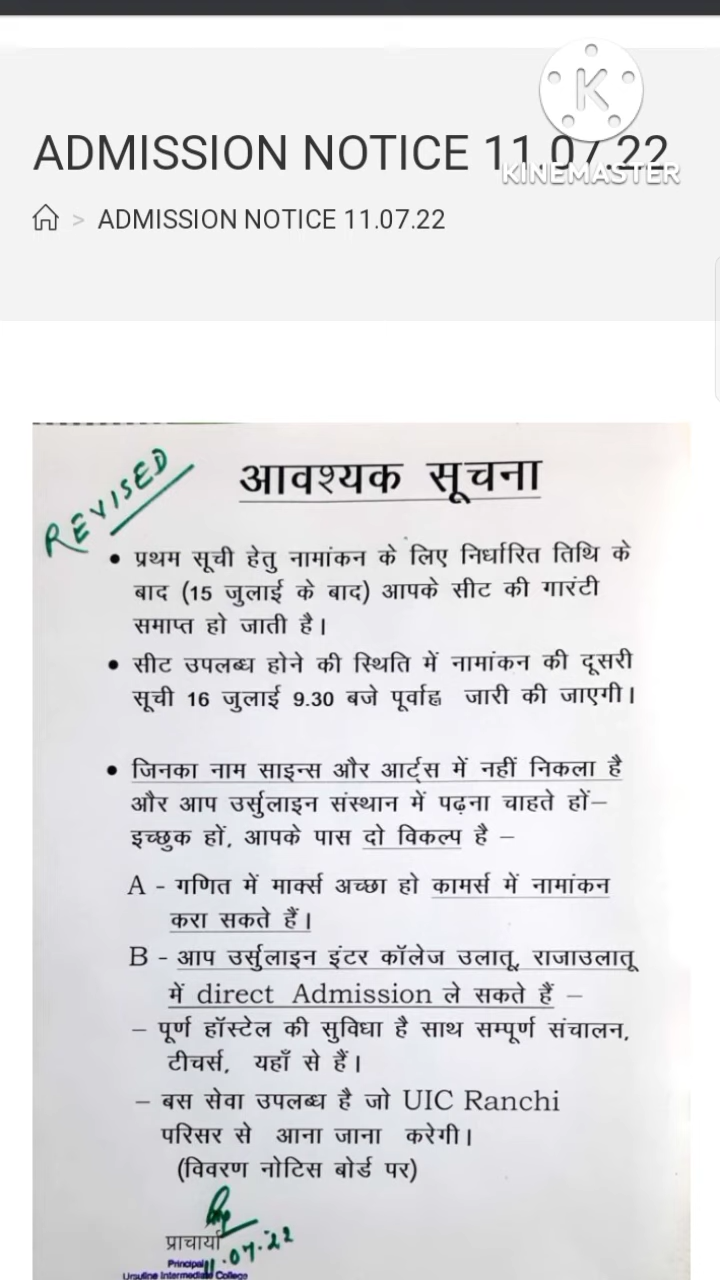 ADMISSION NOTICE 11.07.22
KINEMASTER
> ADMISSION NOTICE 11.07.22
REVISED
आवश्यक सूचना
• प्रथम सूची हेतु नामांकन के लिए निर्धारित तिथि के
बाद (15 जुलाई के बाद) आपके सीट की गारंटी
समाप्त हो जाती है।
• सीट उपलब्ध होने की स्थिति में नामांकन की दूसरी
सूची 16 जुलाई 9.30 बजे पूर्वाह्न जारी की जाएगी।
• जिनका नाम साइन्स और आर्ट्स में नहीं निकला है
और आप उर्सुलाइन संस्थान में पढ़ना चाहते हों–
इच्छुक हों, आपके पास दो विकल्प है –
A - गणित में मार्क्स अच्छा हो कामर्स में नामांकन
करा सकते हैं।
B - आप उर्सुलाइन इंटर कॉलेज उलातू, राजाउलातू
में direct Admission ले सकते हैं –
– पूर्ण हॉस्टेल की सुविधा है साथ सम्पूर्ण संचालन,
टीचर्स, यहाँ से हैं।
– बस सेवा उपलब्ध है जो UIC Ranchi
परिसर से आना जाना करेगी।
(विवरण नोटिस बोर्ड पर)
प्राचार्या
11.07.22
Principal
Ursuline Intermediate College